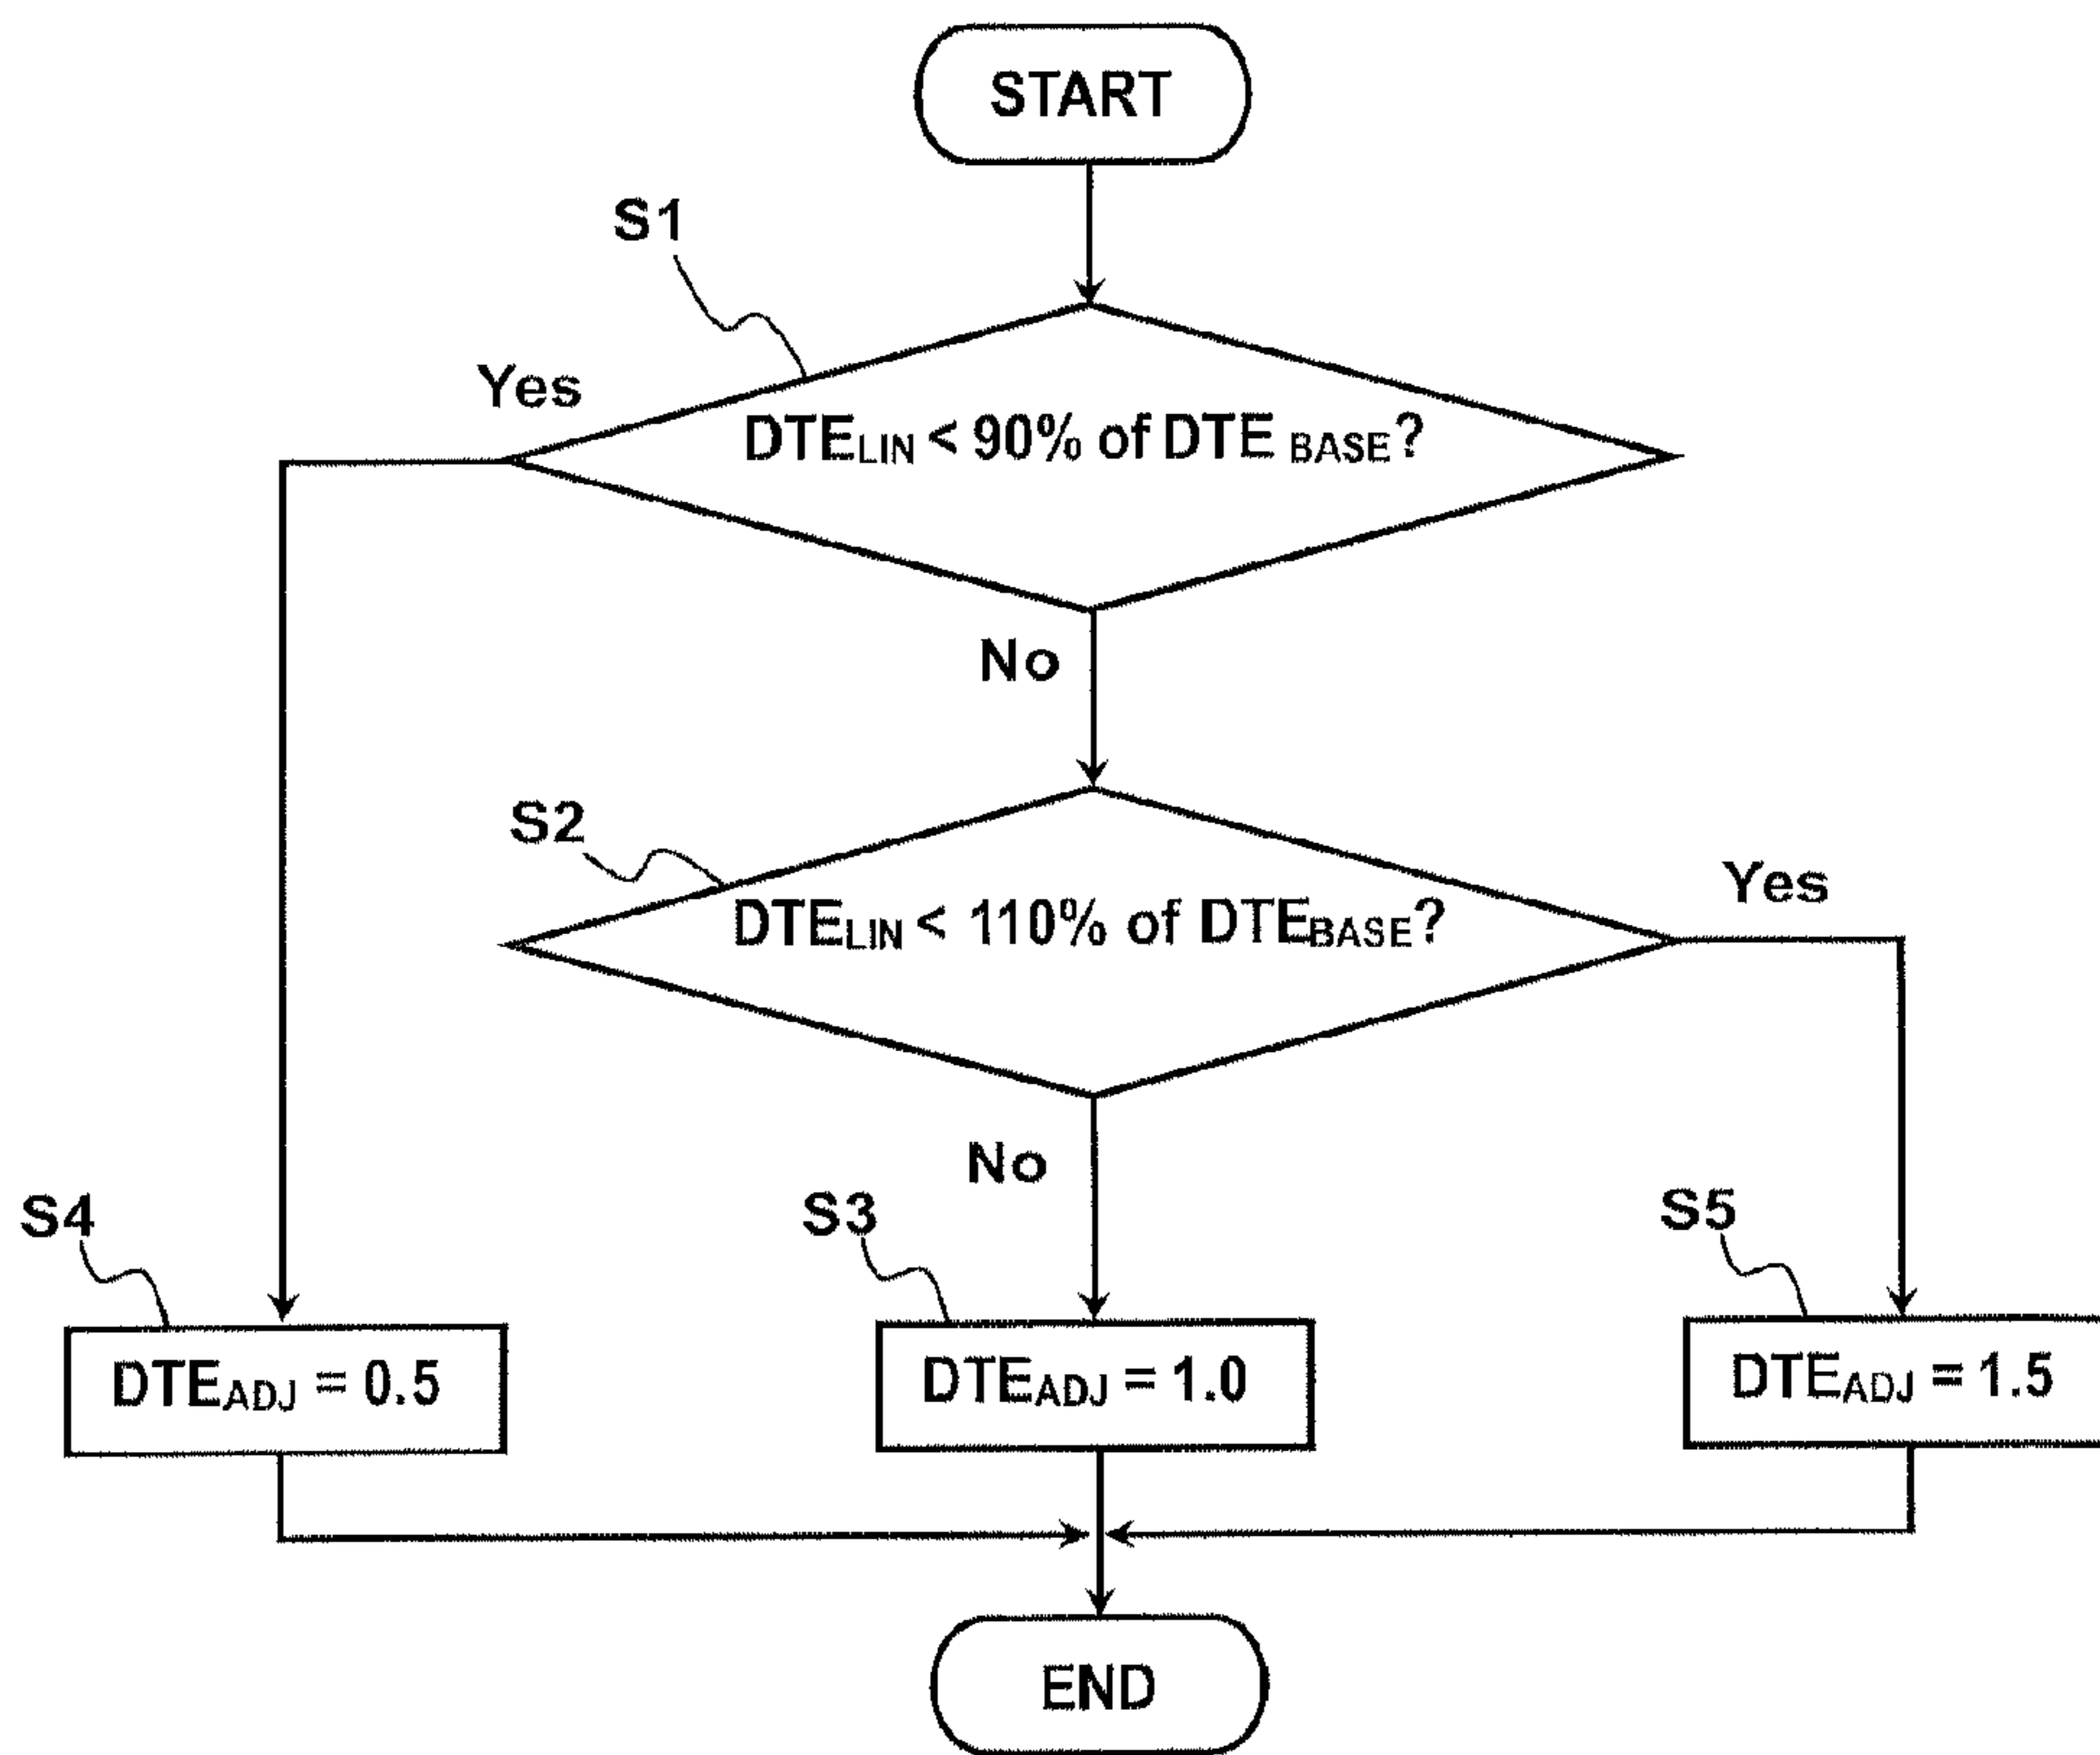 START
S1
Yes
DTELIN < 90% of DTE BASE?
No
S2
Yes
DTELIN < 110% of DTEBASE?
No
S4
S3
S5
DTEADJ = 0.5
DTEADJ = 1.0
DTEADJ = 1.5
END